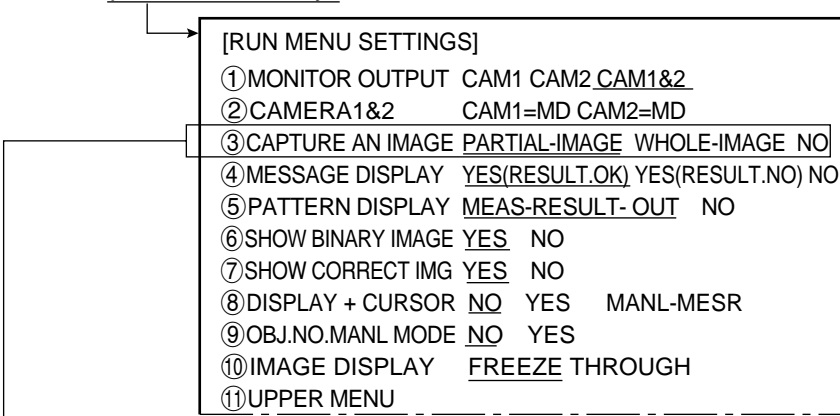 [RUN MENU SETTINGS]
①MONITOR OUTPUT CAM1 CAM2 CAM1&2
②CAMERA1&2 CAM1=MD CAM2=MD
③CAPTURE AN IMAGE PARTIAL-IMAGE WHOLE-IMAGE NO
④MESSAGE DISPLAY YES(RESULT.OK) YES(RESULT.NO) NO
⑤PATTERN DISPLAY MEAS-RESULT- OUT NO
⑥SHOW BINARY IMAGE YES NO
⑦SHOW CORRECT IMG YES NO
⑧DISPLAY + CURSOR NO YES MANL-MESR
⑨OBJ.NO.MANL MODE NO YES
⑩IMAGE DISPLAY FREEZE THROUGH
⑪UPPER MENU